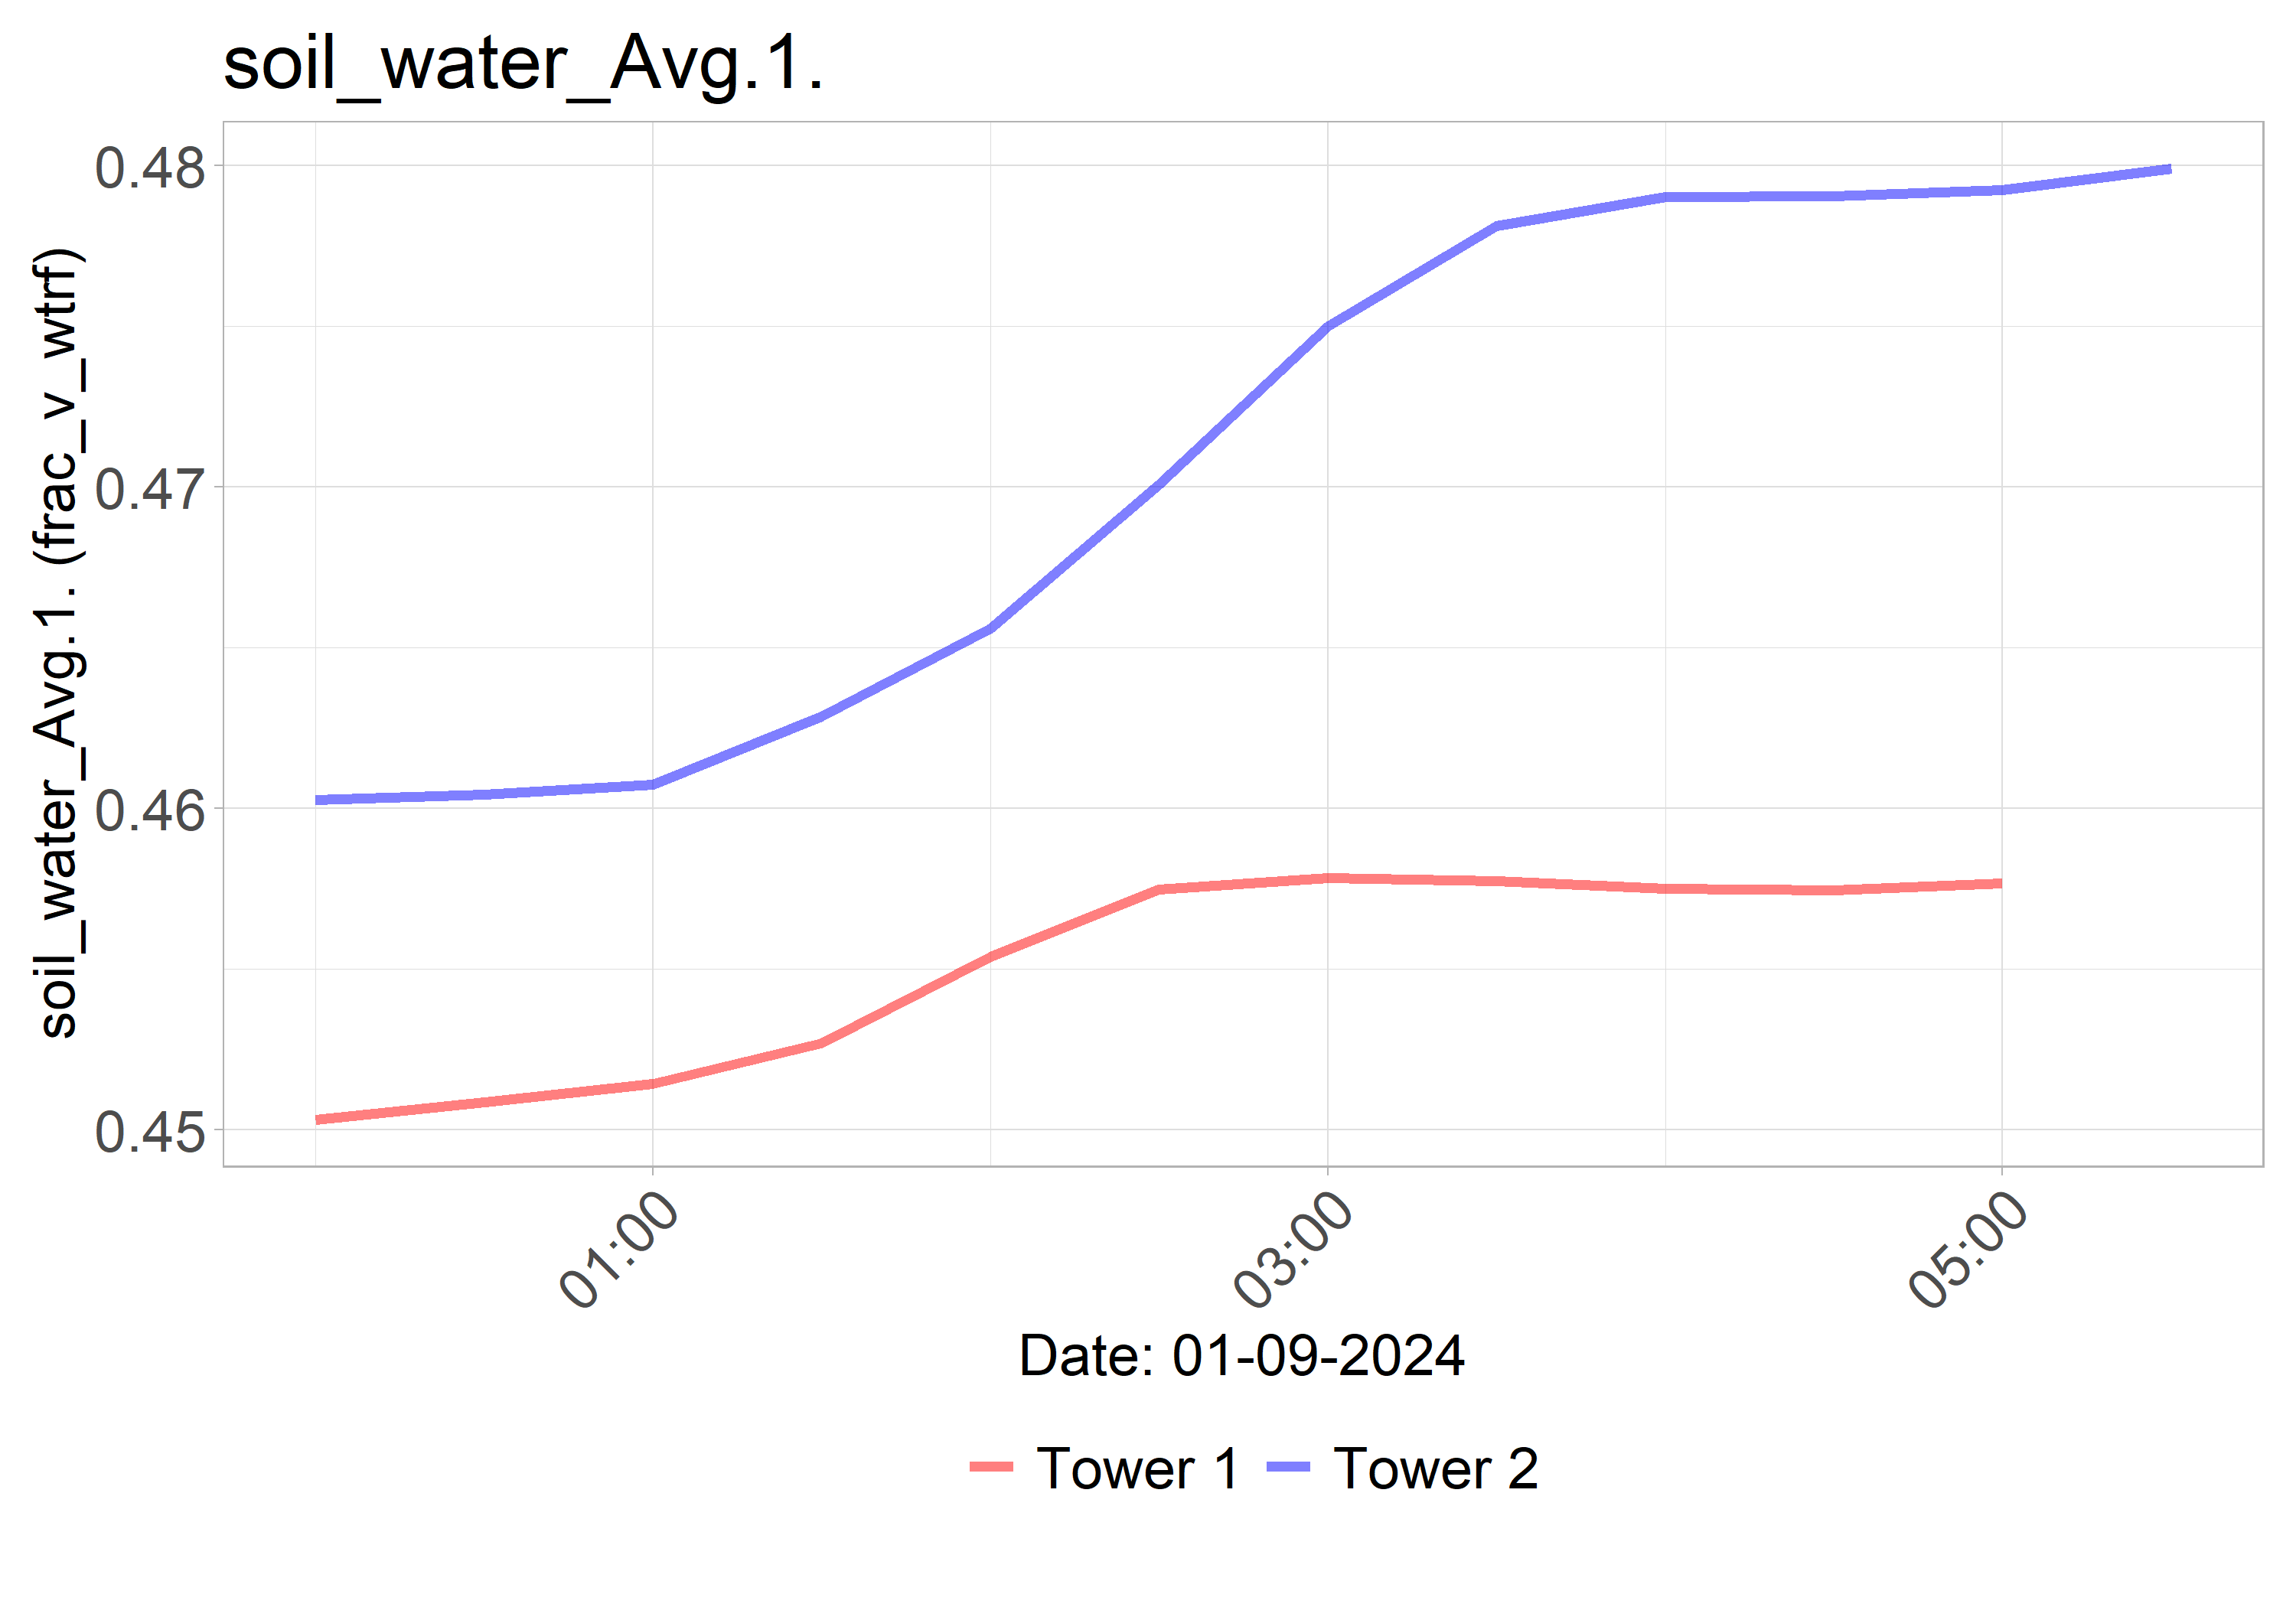 soil_water_Avg.1.
soil_water_Avg.1. (frac_v_wtrf)
0.48
0.47
0.46
0.45
01:00
03:00
05:00
Date: 01-09-2024
Tower 1
Tower 2